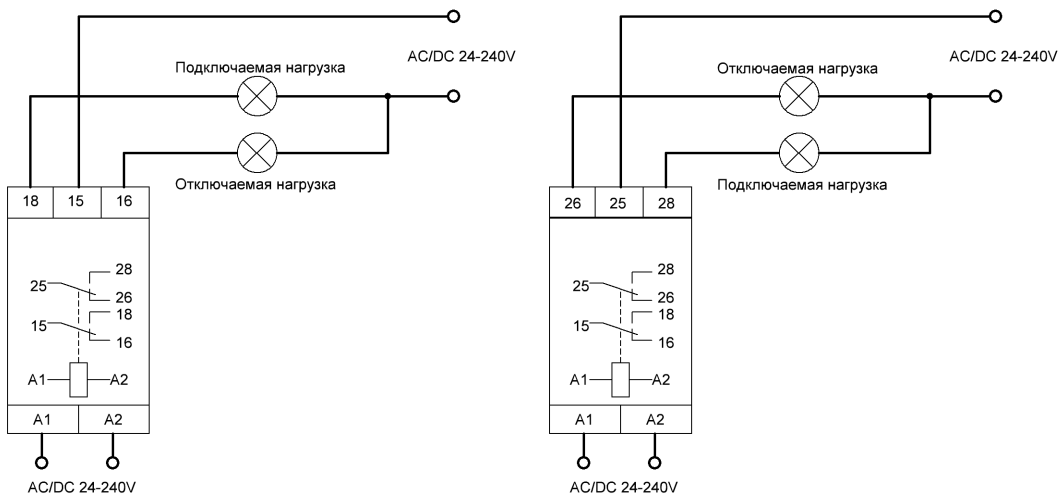 AC/DC 24-240V
Подключаемая нагрузка
Отключаемая нагрузка
18 15 16
28
25
26
18
15
16
A1 A2
A1 A2
AC/DC 24-240V
AC/DC 24-240V
Отключаемая нагрузка
Подключаемая нагрузка
26 25 28
28
25
26
18
15
16
A1 A2
A1 A2
AC/DC 24-240V